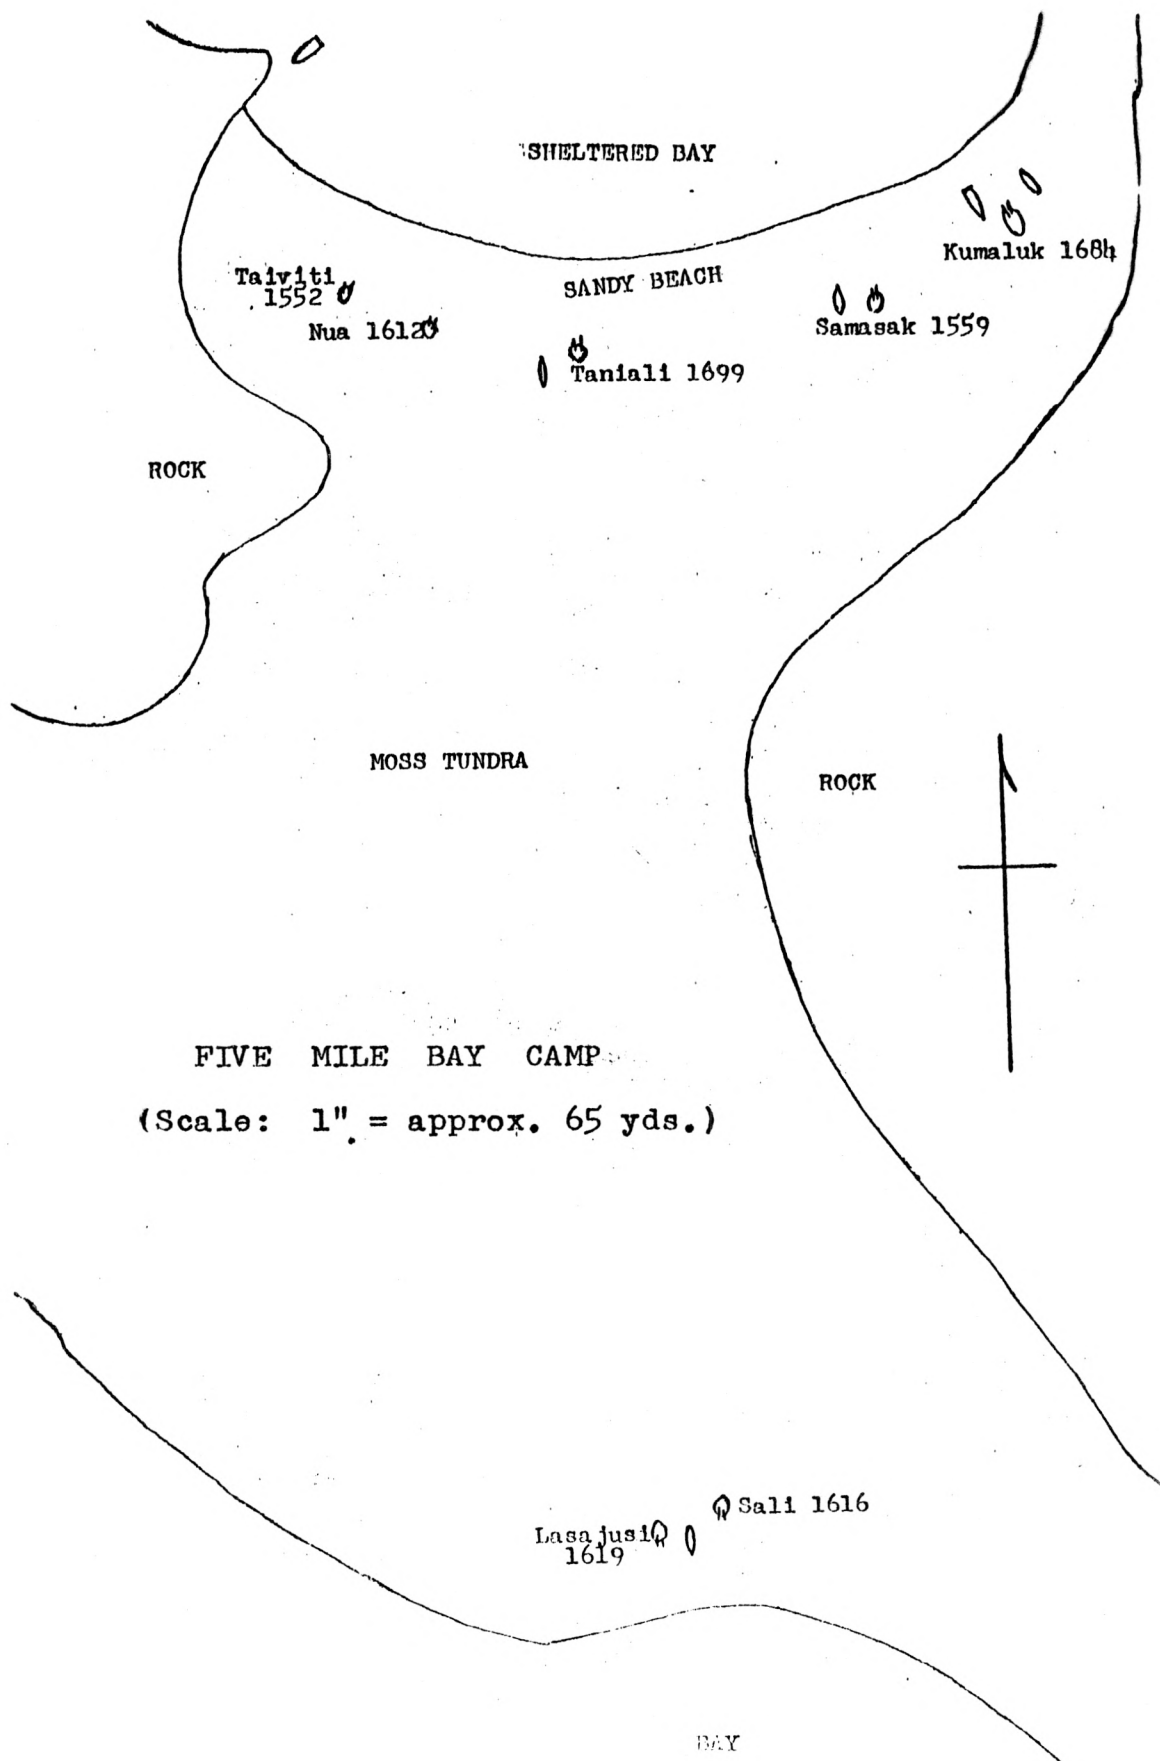 SHELTERED BAY
Kumaluk 1684
Taiviti
1552
SANDY BEACH
Nua 1612
Samasak 1559
Taniali 1699
ROCK
MOSS TUNDRA
ROCK
FIVE MILE BAY CAMP
(Scale: 1" = approx. 65 yds.)
Sali 1616
Lasajusi
1619
BAY